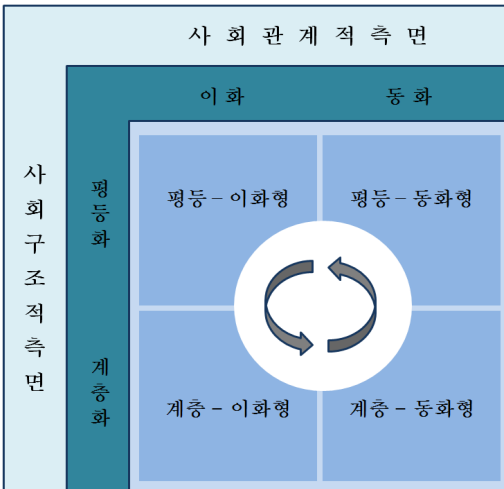 사회관계적측면
이화 동화
사회구조적측면
평등화
평등-이화형 평등-동화형
계층화
계층-이화형 계층-동화형